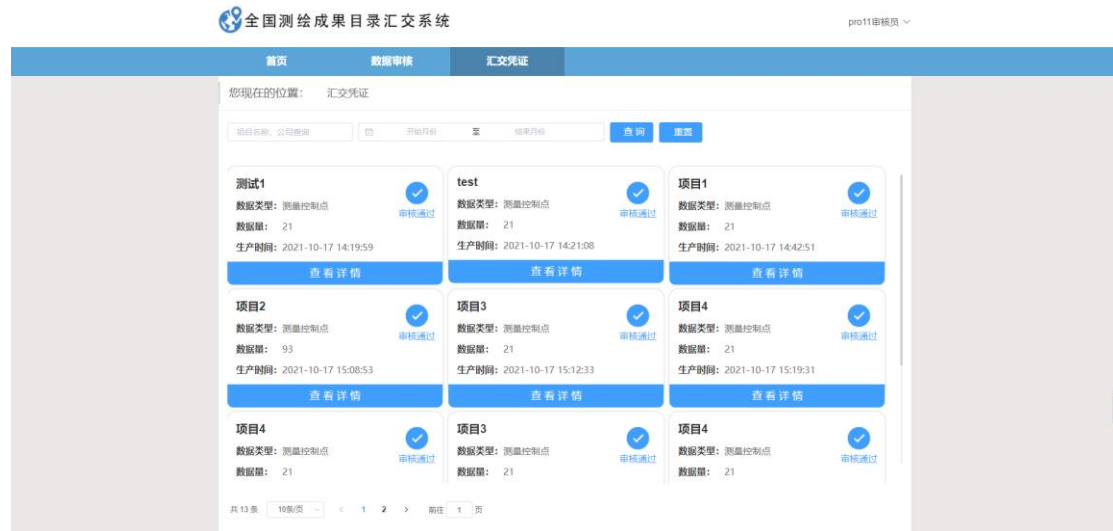 全国测绘成果目录汇交系统
pro11审核员
首页 数据审核 汇交凭证
您现在的位置： 汇交凭证
项目名称、公司查询 开始月份 至 结束月份 查询 重置
测试1
数据类型：测量控制点
审核通过
数据量： 21
生产时间：2021-10-17 14:19:59
查看详情
test
数据类型：测量控制点
审核通过
数据量： 21
生产时间：2021-10-17 14:21:08
查看详情
项目1
数据类型：测量控制点
审核通过
数据量： 21
生产时间：2021-10-17 14:42:51
查看详情
项目2
数据类型：测量控制点
审核通过
数据量： 93
生产时间：2021-10-17 15:08:53
查看详情
项目3
数据类型：测量控制点
审核通过
数据量： 21
生产时间：2021-10-17 15:12:33
查看详情
项目4
数据类型：测量控制点
审核通过
数据量： 21
生产时间：2021-10-17 15:19:31
查看详情
项目4
数据类型：测量控制点
审核通过
数据量： 21
项目3
数据类型：测量控制点
审核通过
数据量： 21
项目4
数据类型：测量控制点
审核通过
数据量： 21
共 13 条 10条/页 < 1 2 > 前往 1 页